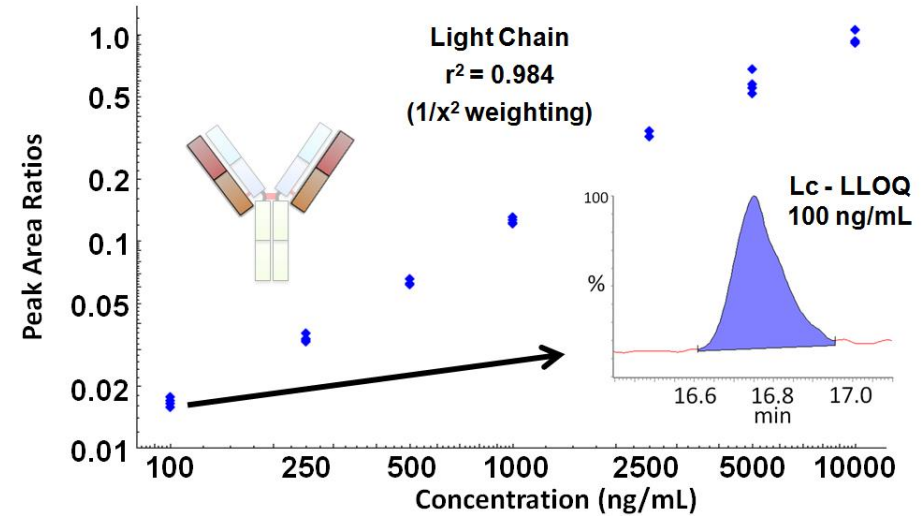 Light Chain
r² = 0.984
(1/x² weighting)
Peak Area Ratios
1.0
0.5
0.2
0.1
0.05
0.02
0.01
Lc - LLOQ
100 ng/mL
100
%
16.6 16.8 17.0
min
100 250 500 1000 2500 5000 10000
Concentration (ng/mL)